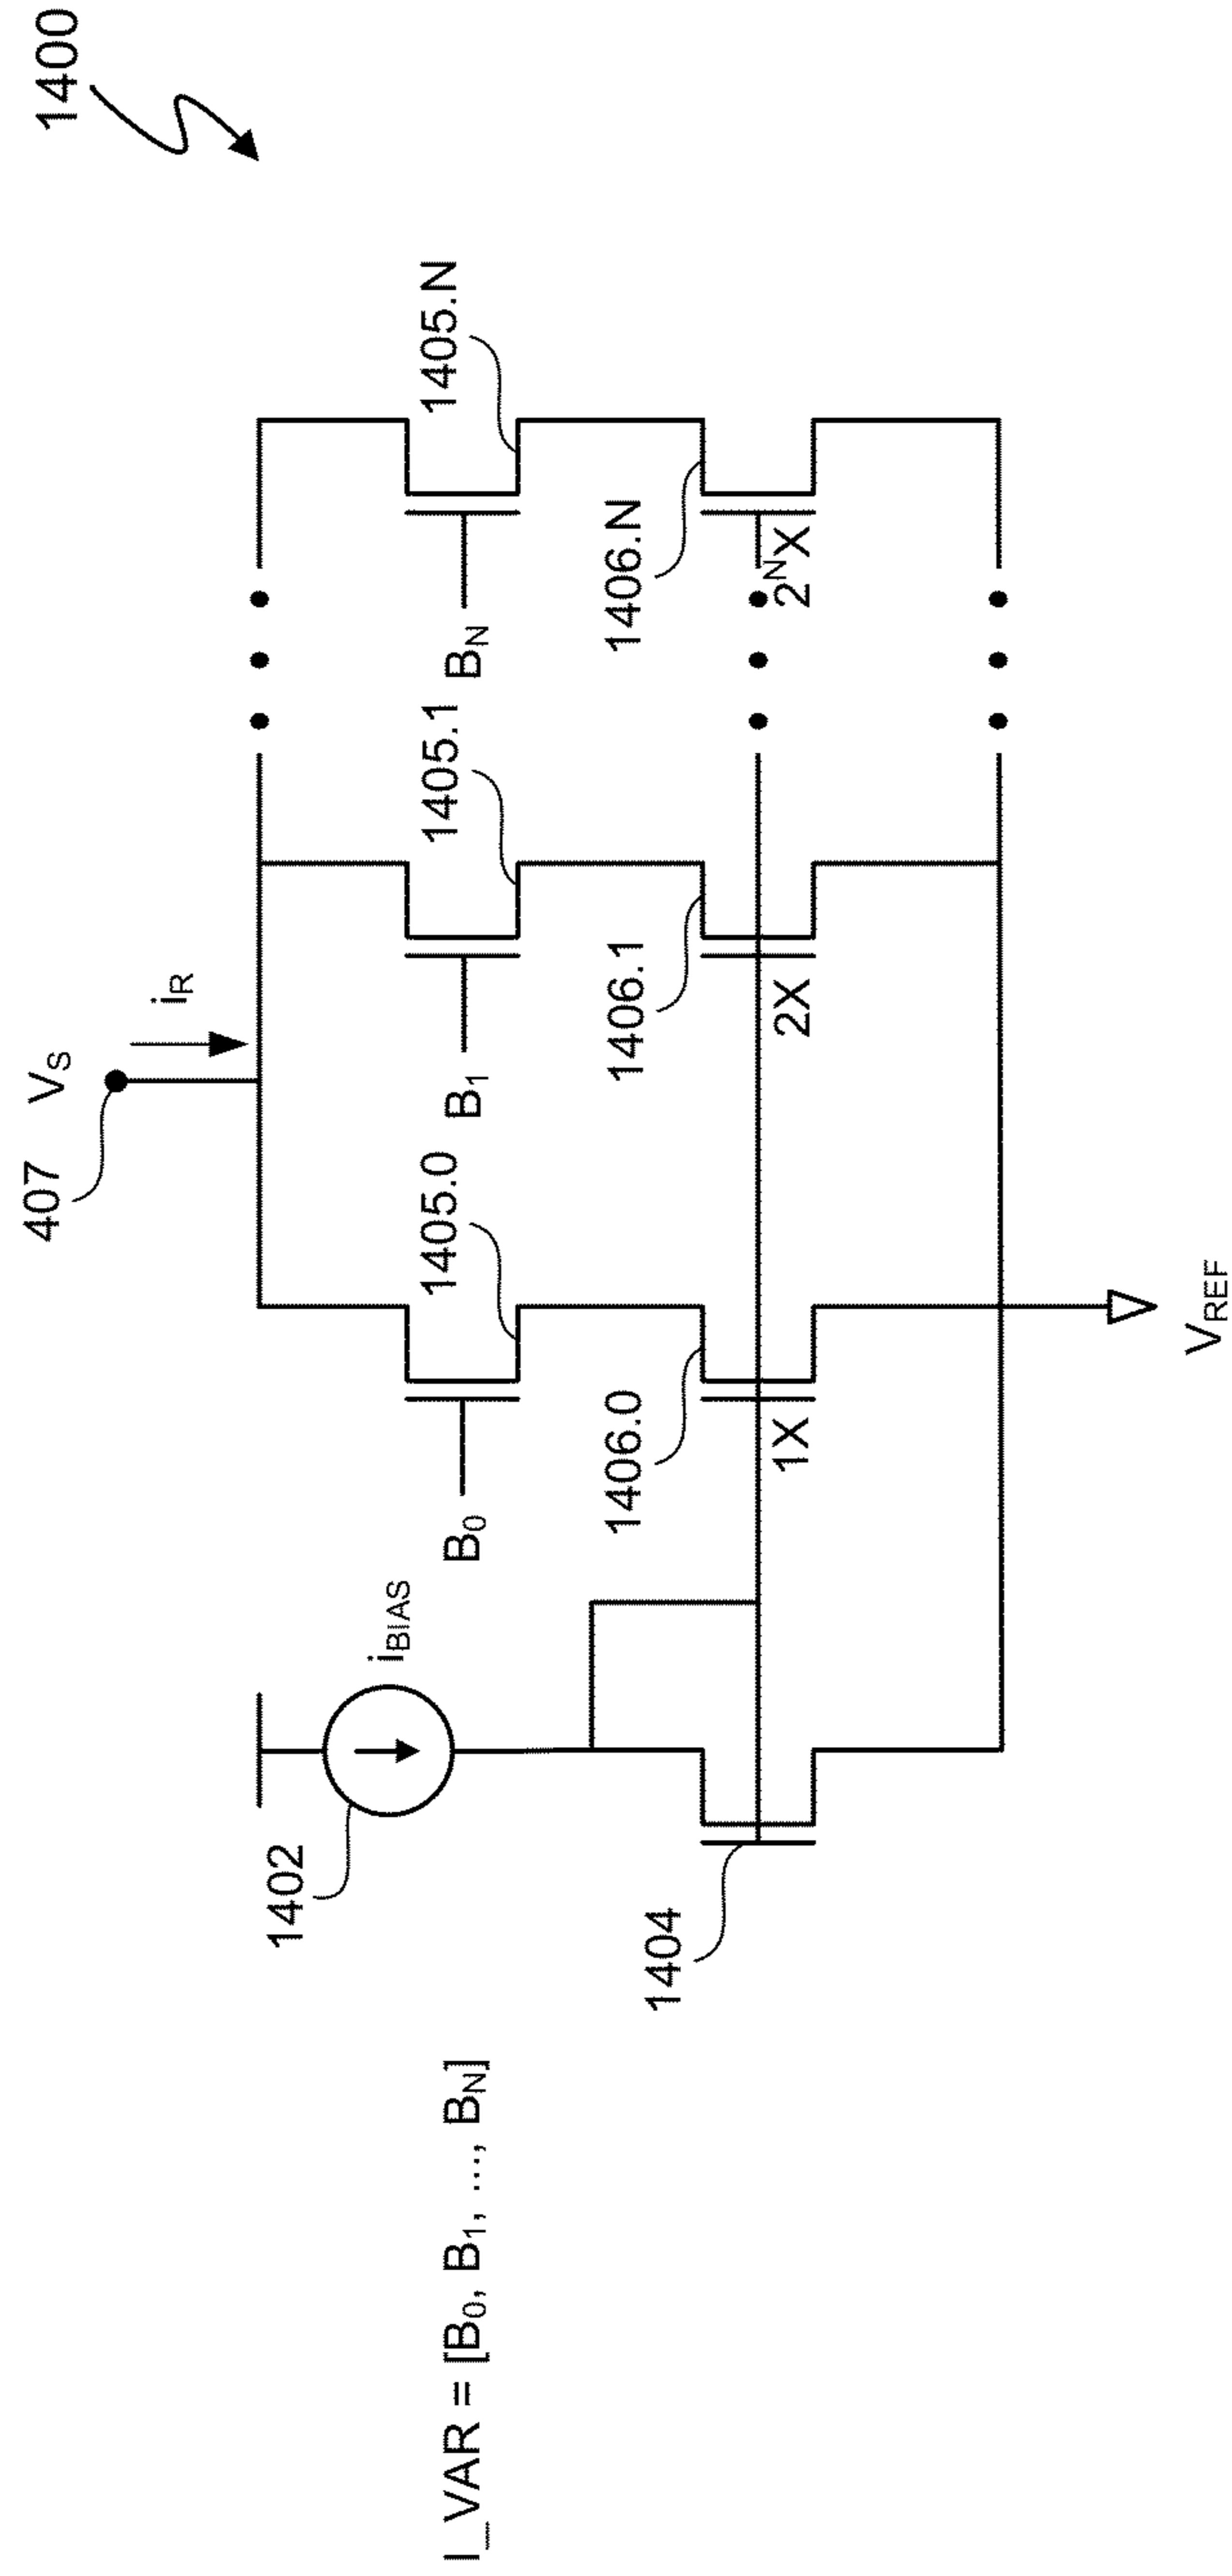 1400
407
V_S
i_R
1402
i_BIAS
I_VAR = [B_0, B_1, ..., B_N]
B_0
1405.0
B_1
1405.1
B_N
1405.N
1404
1406.0
1406.1
1406.N
1X
2X
2^N X
V_REF